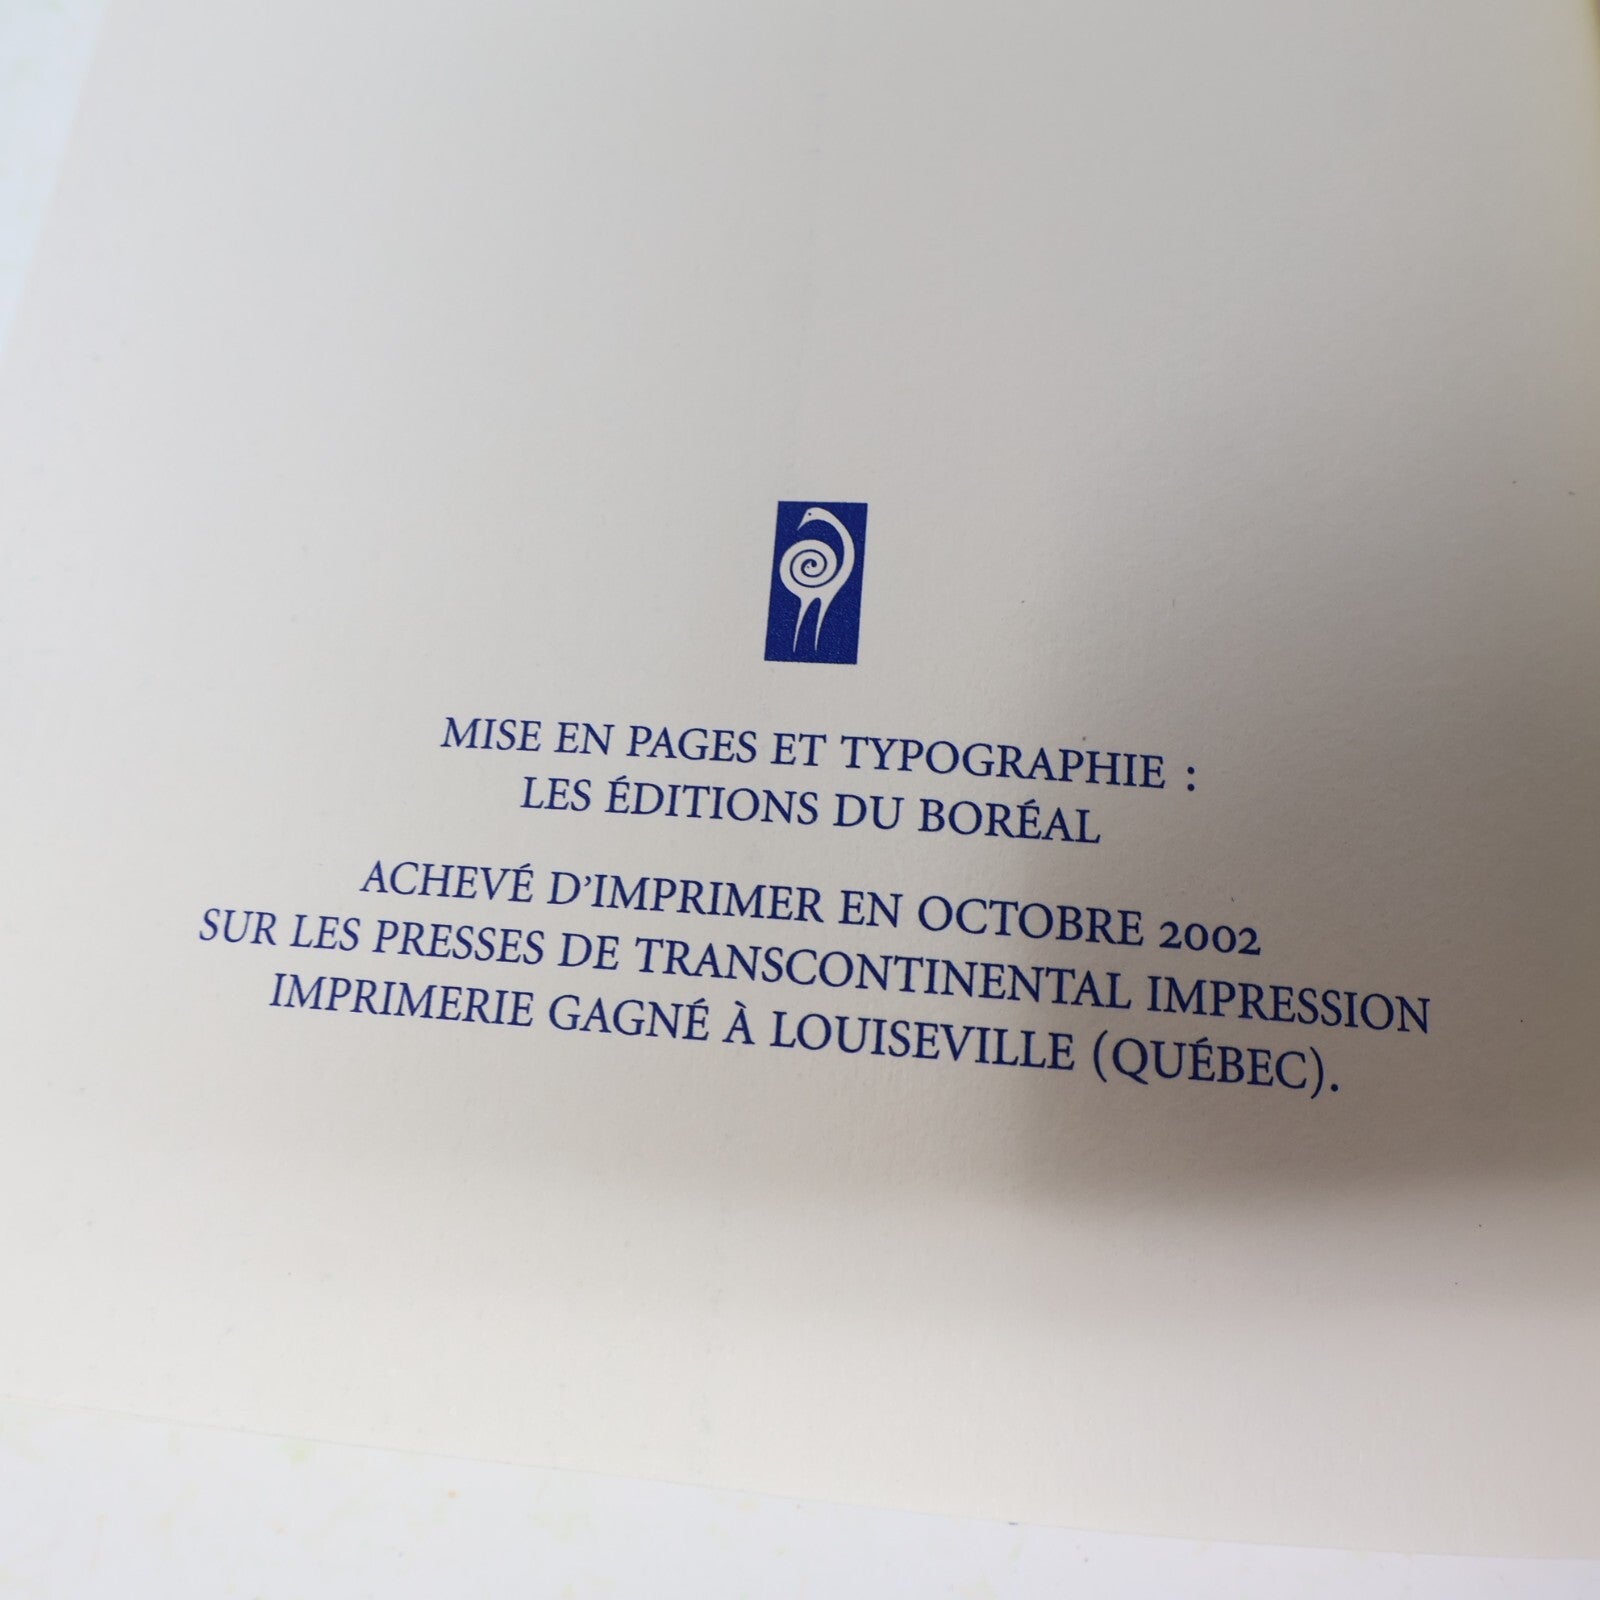 MISE EN PAGES ET TYPOGRAPHIE :
LES ÉDITIONS DU BORÉAL
ACHEVÉ D'IMPRIMER EN OCTOBRE 2002
SUR LES PRESSES DE TRANSCONTINENTAL IMPRESSION
IMPRIMERIE GAGNÉ À LOUISEVILLE (QUÉBEC).